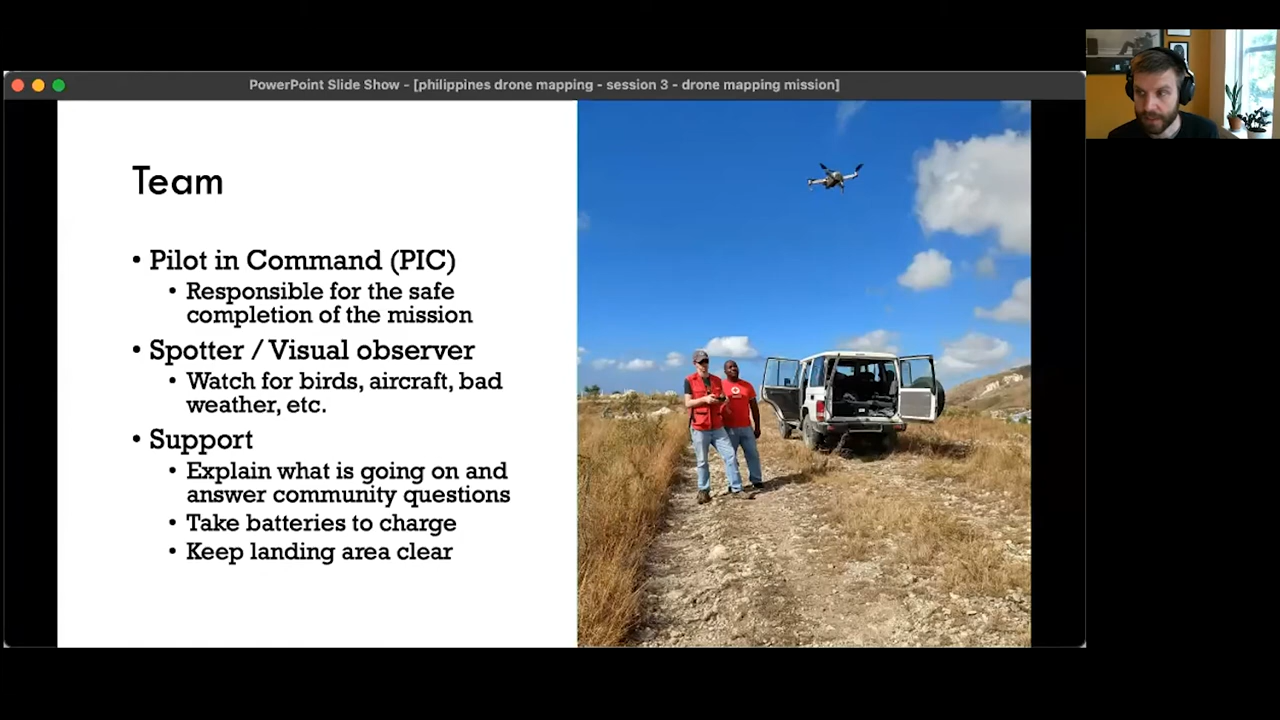 PowerPoint Slide Show - [philippines drone mapping - session 3 - drone mapping mission]
Team
• Pilot in Command (PIC)
• Responsible for the safe
completion of the mission
• Spotter / Visual observer
• Watch for birds, aircraft, bad
weather, etc.
• Support
• Explain what is going on and
answer community questions
• Take batteries to charge
• Keep landing area clear